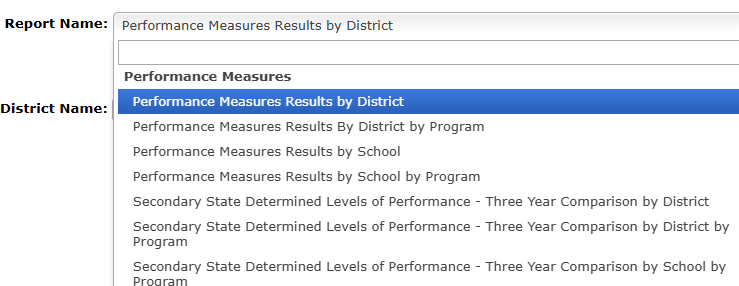 Report Name: Performance Measures Results by District
Performance Measures
District Name:
Performance Measures Results by District
Performance Measures Results By District by Program
Performance Measures Results by School
Performance Measures Results by School by Program
Secondary State Determined Levels of Performance - Three Year Comparison by District
Secondary State Determined Levels of Performance - Three Year Comparison by District by
Program
Secondary State Determined Levels of Performance - Three Year Comparison by School by
Program